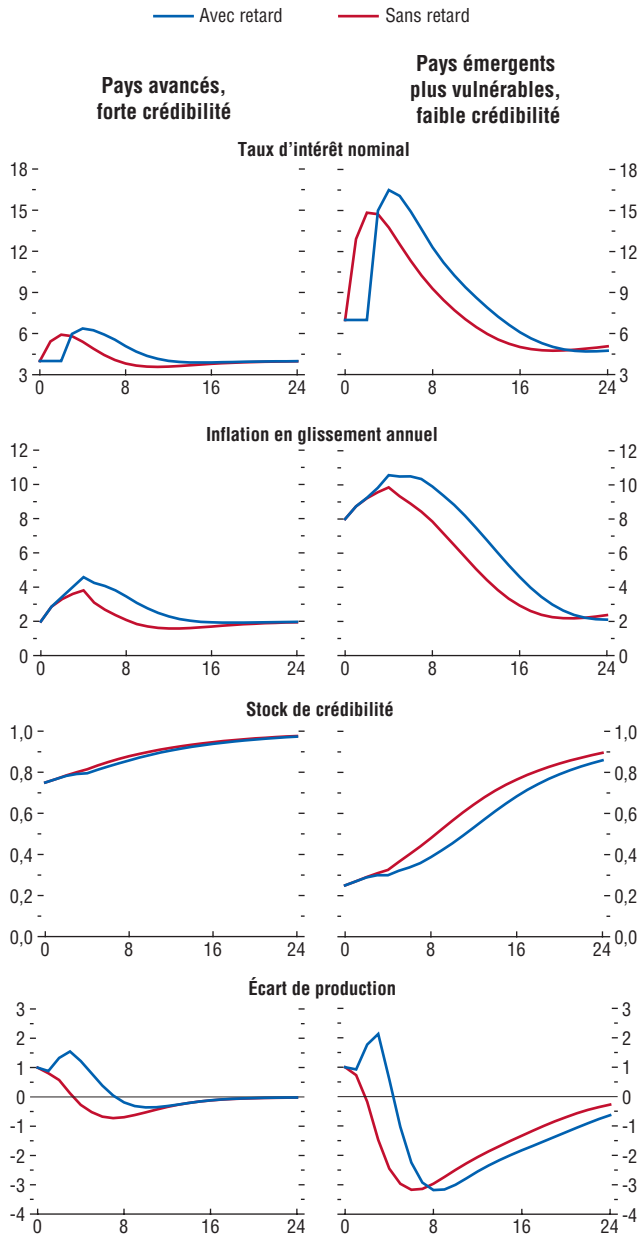 Avec retard Sans retard
Pays avancés,
forte crédibilité
Pays émergents
plus vulnérables,
faible crédibilité
Taux d'intérêt nominal
18 18
15 15
12 12
9 9
6 6
3 3
0 8 16 24 0 8 16 24
Inflation en glissement annuel
12 12
10 10
8 8
6 6
4 4
2 2
0 0
0 8 16 24 0 8 16 24
Stock de crédibilité
1,0 1,0
0,8 0,8
0,6 0,6
0,4 0,4
0,2 0,2
0,0 0,0
0 8 16 24 0 8 16 24
Écart de production
3 3
2 2
1 1
0 0
-1 -1
-2 -2
-3 -3
-4 -4
0 8 16 24 0 8 16 24